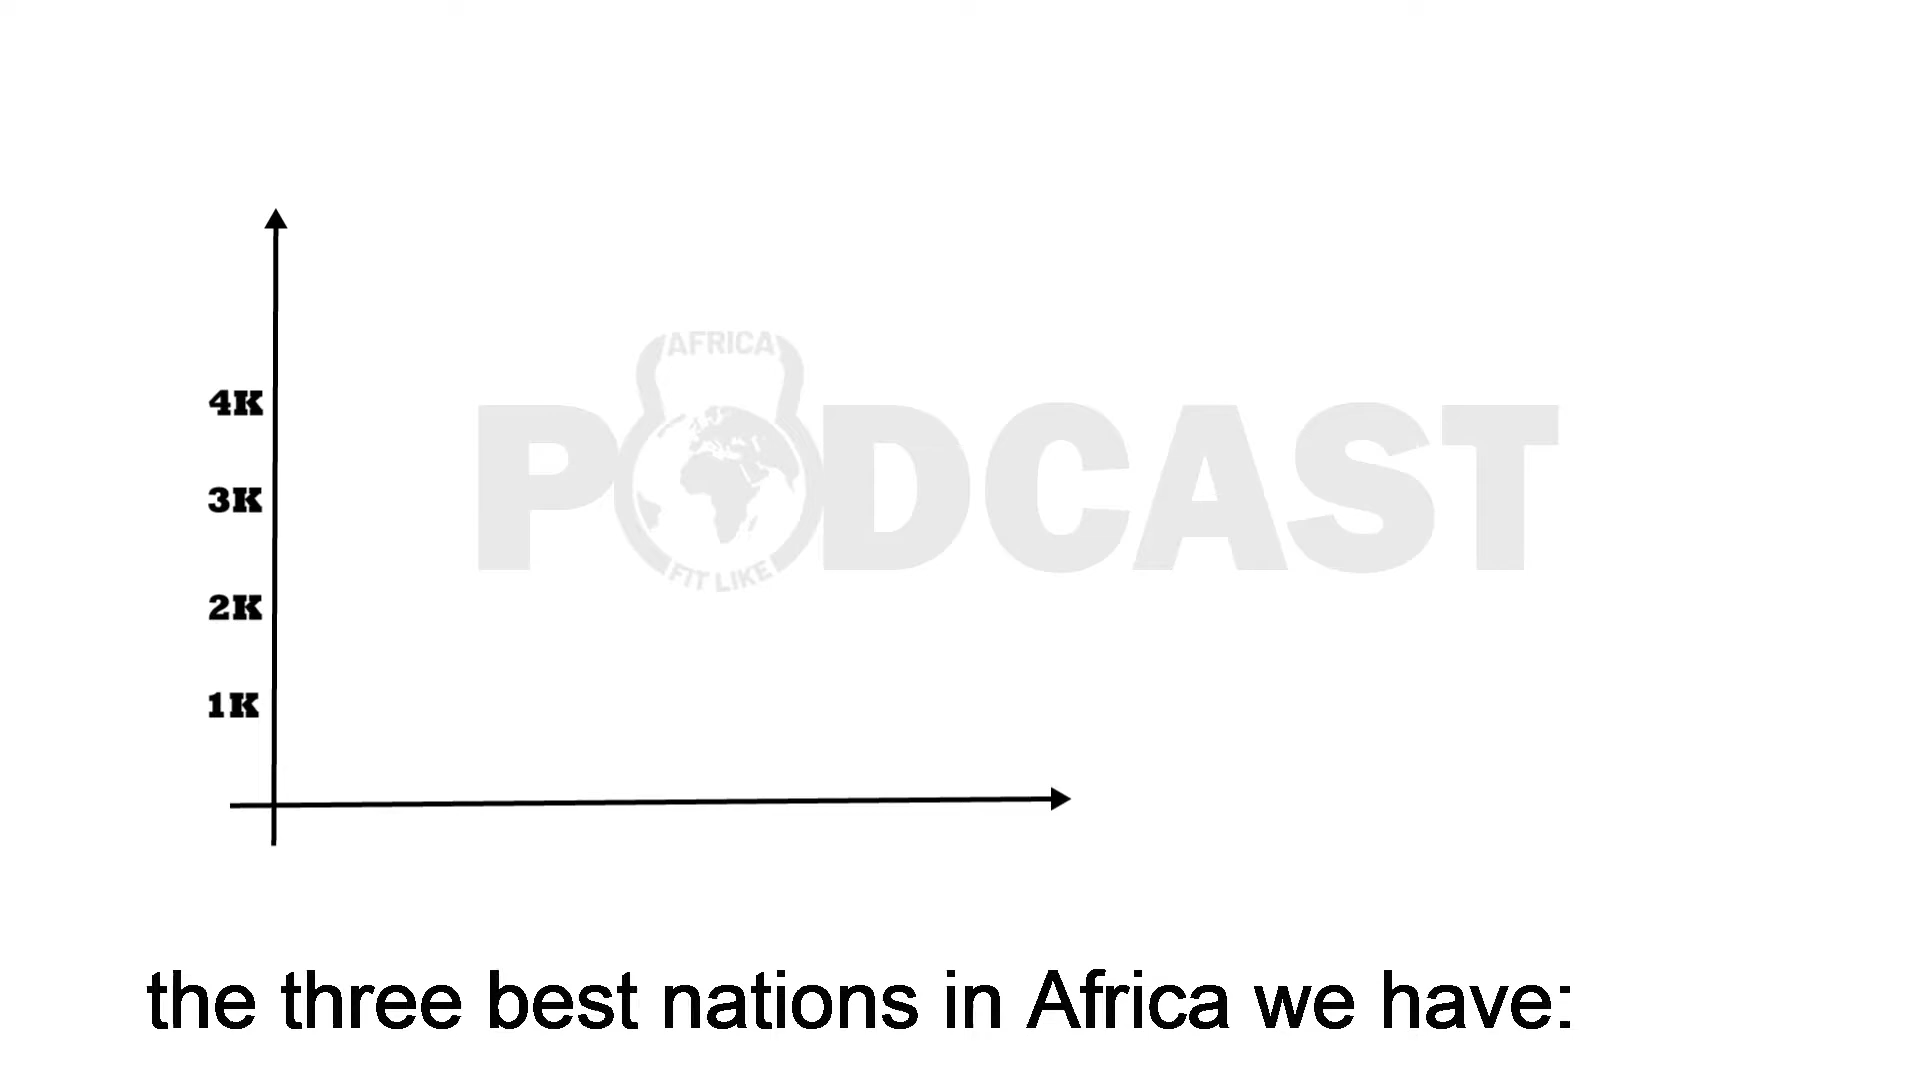 AFRICA
PODCAST
FIT LIKE
4K
3K
2K
1K
the three best nations in Africa we have: